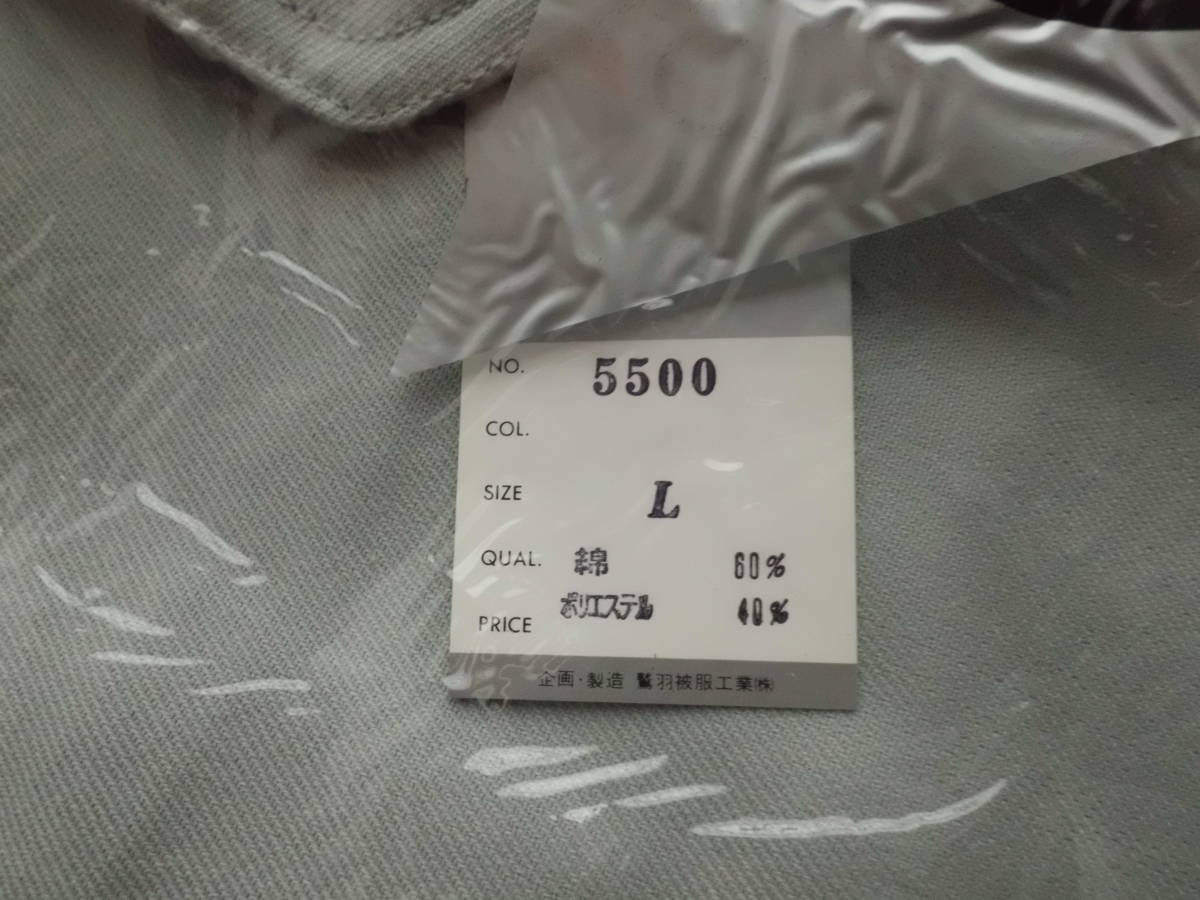 NO. 5500
COL.
SIZE L
QUAL. 綿 60%
ポリエステル 40%
PRICE
企画・製造 鷲羽被服工業㈱